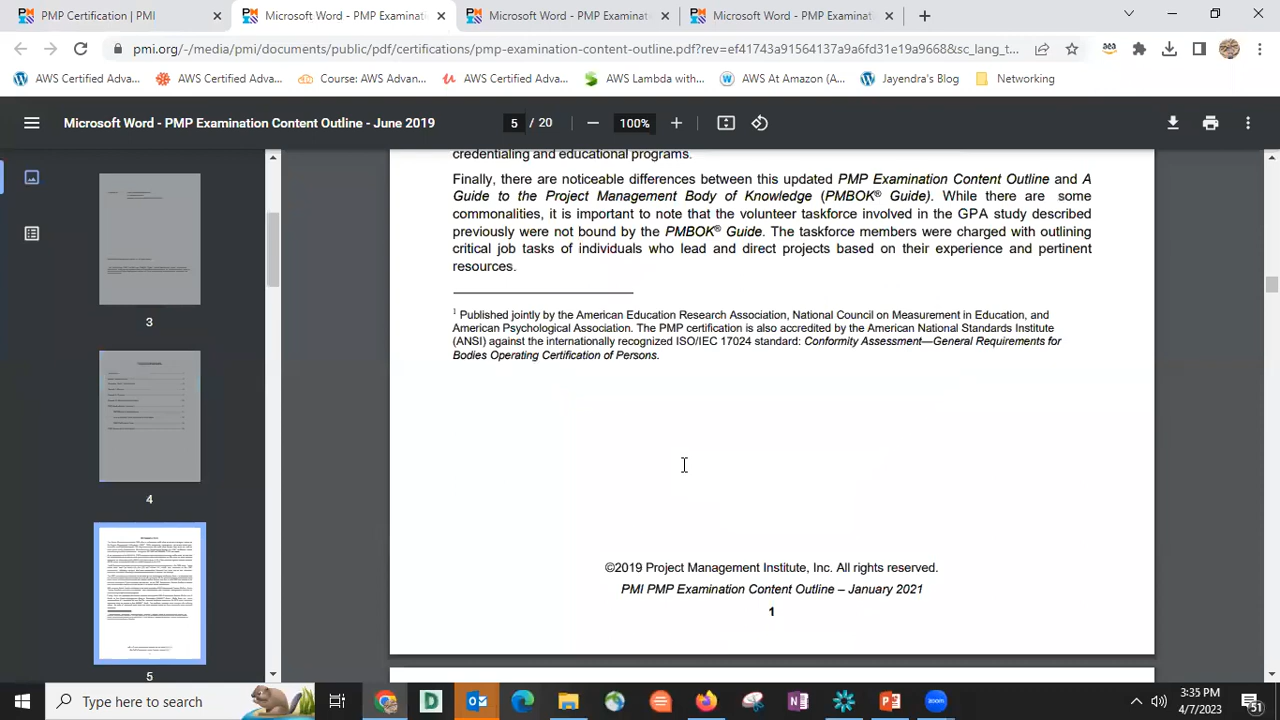 PMP Certification | PMI
Microsoft Word - PMP Examinat
Microsoft Word - PMP Examinat
Microsoft Word - PMP Examinat
pmi.org/-/media/pmi/documents/public/pdf/certifications/pmp-examination-content-outline.pdf?rev=ef41743a91564137a9a6fd31e19a9668&sc_lang_t...
AWS Certified Adva...
AWS Certified Adva...
Course: AWS Advan...
AWS Certified Adva...
AWS Lambda with...
AWS At Amazon (A...
Jayendra's Blog
Networking
Microsoft Word - PMP Examination Content Outline - June 2019
5 / 20
100%
credentialing and educational programs.
Finally, there are noticeable differences between this updated PMP Examination Content Outline and A
Guide to the Project Management Body of Knowledge (PMBOK® Guide). While there are some
commonalities, it is important to note that the volunteer taskforce involved in the GPA study described
previously were not bound by the PMBOK® Guide. The taskforce members were charged with outlining
critical job tasks of individuals who lead and direct projects based on their experience and pertinent
resources.
1 Published jointly by the American Education Research Association, National Council on Measurement in Education, and
American Psychological Association. The PMP certification is also accredited by the American National Standards Institute
(ANSI) against the internationally recognized ISO/IEC 17024 standard: Conformity Assessment—General Requirements for
Bodies Operating Certification of Persons.
©2019 Project Management Institute, Inc. All rights reserved.
PMI PMP Examination Content Outline – January 2021
1
3
4
5
Type here to search
zoom
3:35 PM
4/7/2023
51